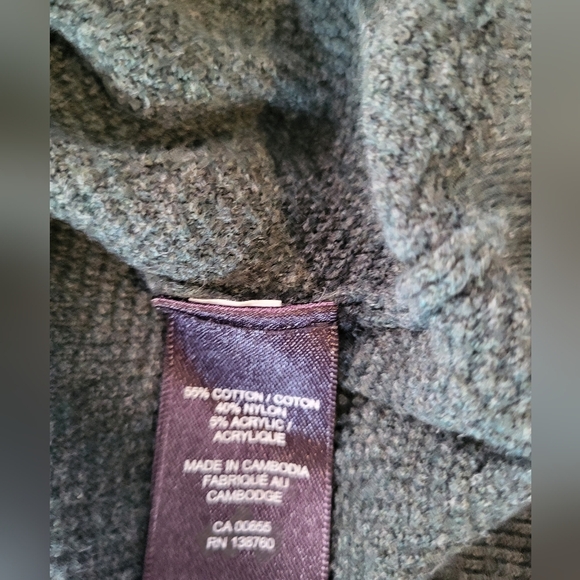 55% COTTON / COTON
40% NYLON
5% ACRYLIC /
ACRYLIQUE
MADE IN CAMBODIA
FABRIQUÉ AU
CAMBODGE
CA 00655
RN 138760